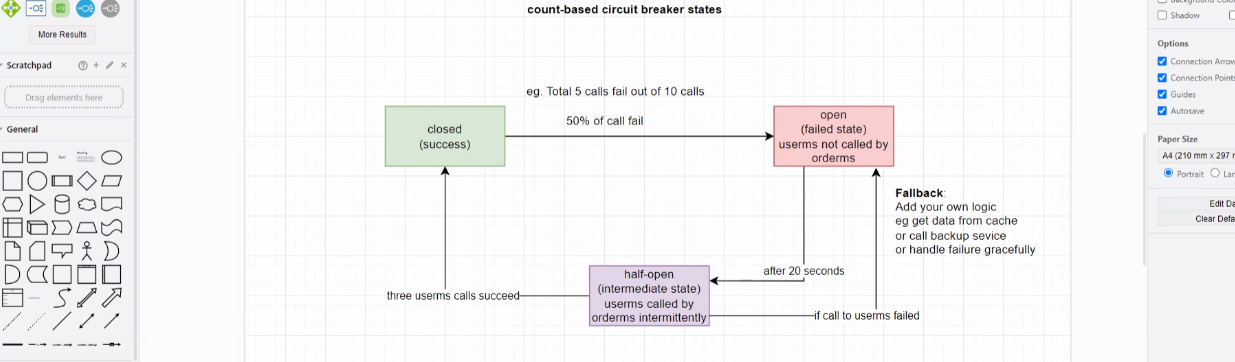 count-based circuit breaker states
Shadow
More Results
Options
Scratchpad
Connection Arrow
Connection Points
Drag elements here
Guides
Autosave
General
eg. Total 5 calls fail out of 10 calls
50% of call fail
closed
(success)
open
(failed state)
userms not called by
orderms
Paper Size
A4 (210 mm x 297
Portrait
Edit
Clear
Fallback:
Add your own logic
eg get data from cache
or call backup sevice
or handle failure gracefully
after 20 seconds
half-open
(intermediate state)
userms called by
orderms intermittently
three userms calls succeed
if call to userms failed